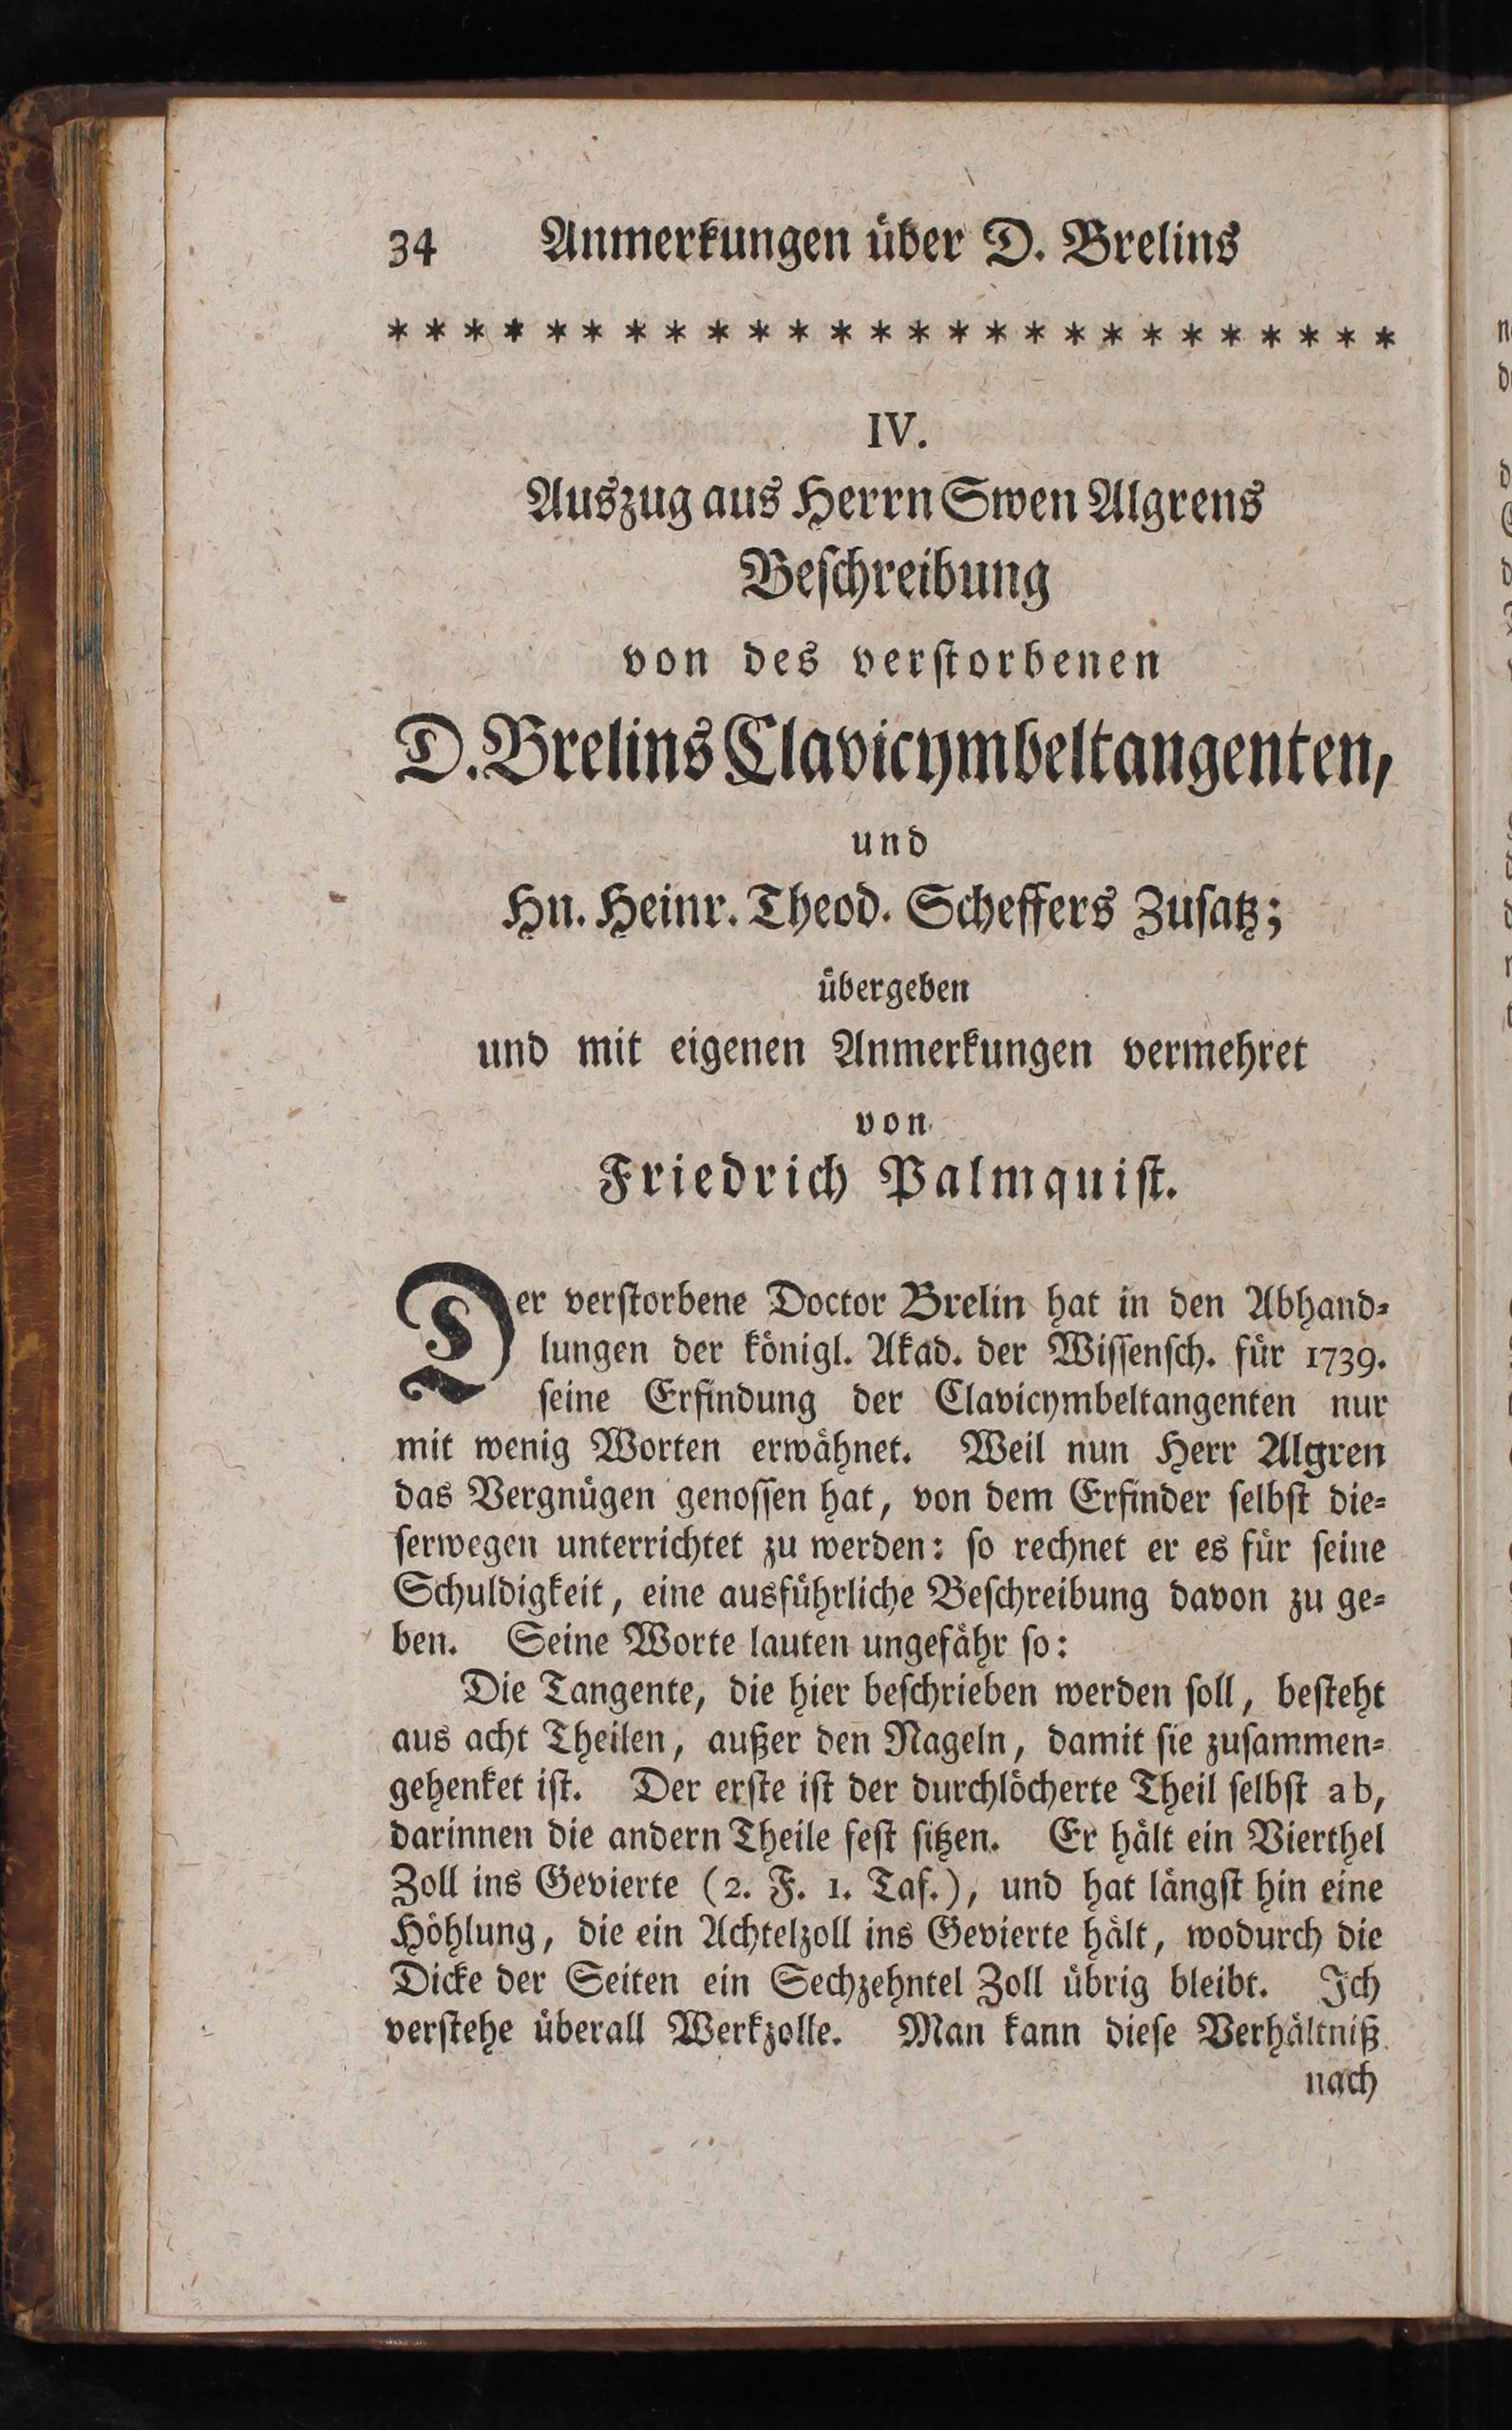 34 Anmerkungen über D. Brelins
* * * * * * * * * * * * * * * * * * * * * * * * * *
IV.
Auszug aus Herrn Swen Algrens
Beſchreibung
von des verſtorbenen
D. Brelins Clavicymbeltangenten,
und
Hn. Heinr. Theod. Scheffers Zuſatz;
übergeben
und mit eigenen Anmerkungen vermehret
von
Friedrich Palmquiſt.
Der verſtorbene Doctor Brelin hat in den Abhand⸗
lungen der königl. Akad. der Wiſſenſch. für 1739.
ſeine Erfindung der Clavicymbeltangenten nur
mit wenig Worten erwähnet. Weil nun Herr Algren
das Vergnügen genoſſen hat, von dem Erfinder ſelbſt die⸗
ſerwegen unterrichtet zu werden: ſo rechnet er es für ſeine
Schuldigkeit, eine ausführliche Beſchreibung davon zu ge⸗
ben. Seine Worte lauten ungefähr ſo:
Die Tangente, die hier beſchrieben werden ſoll, beſteht
aus acht Theilen, außer den Nageln, damit ſie zuſammen⸗
gehenket iſt. Der erſte iſt der durchlöcherte Theil ſelbſt ab,
darinnen die andern Theile feſt ſitzen. Er hält ein Vierthel
Zoll ins Gevierte (2. F. 1. Taf.), und hat längſt hin eine
Höhlung, die ein Achtelzoll ins Gevierte hält, wodurch die
Dicke der Seiten ein Sechzehntel Zoll übrig bleibt. Ich
verſtehe überall Werkzolle. Man kann dieſe Verhältniß
nach